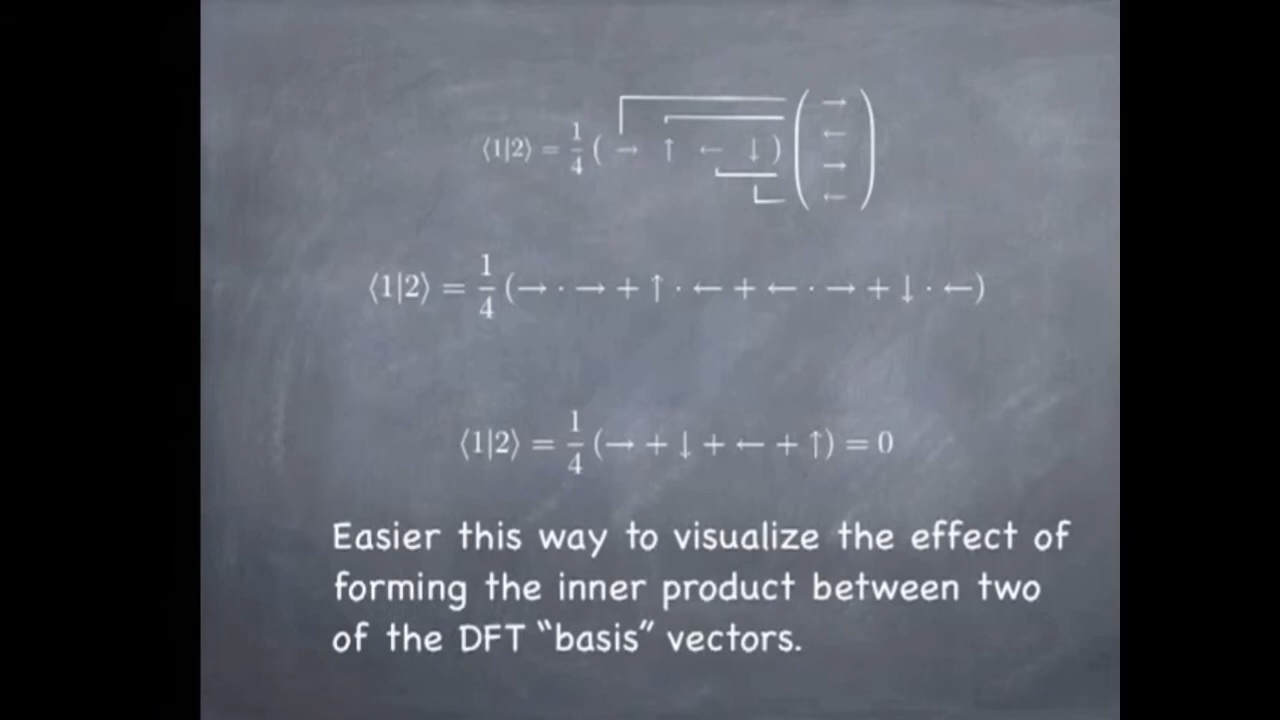 ⟨1|2⟩ = 1/4 ( → ↑ ← ↓ ) ( → ← → ← )
⟨1|2⟩ = 1/4 (→ · → + ↑ · ← + ← · → + ↓ · ←)
⟨1|2⟩ = 1/4 (→ + ↓ + ← + ↑) = 0
Easier this way to visualize the effect of
forming the inner product between two
of the DFT “basis” vectors.